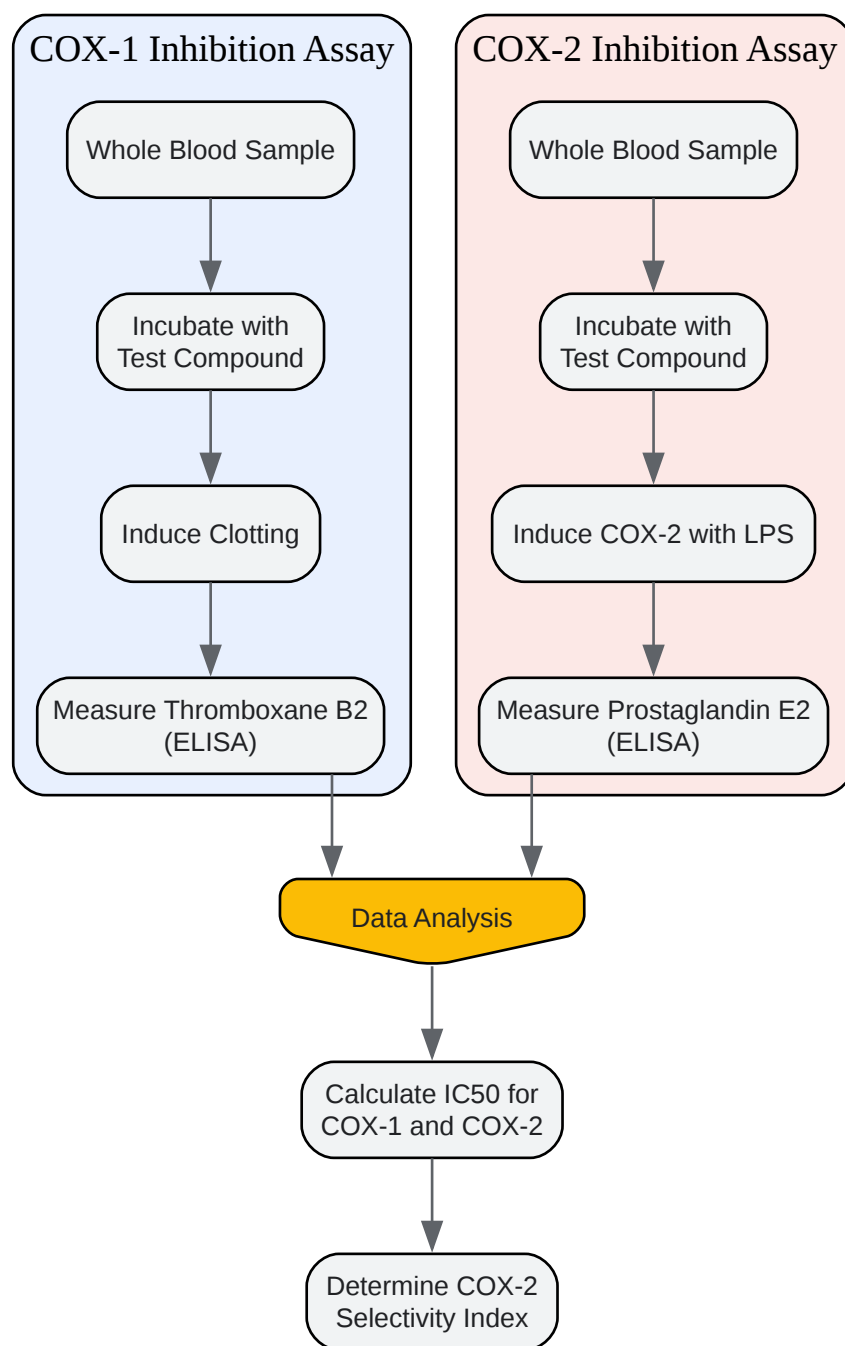 COX-1 Inhibition Assay
Whole Blood Sample
Incubate with
Test Compound
Induce Clotting
Measure Thromboxane B2
(ELISA)
COX-2 Inhibition Assay
Whole Blood Sample
Incubate with
Test Compound
Induce COX-2 with LPS
Measure Prostaglandin E2
(ELISA)
Data Analysis
Calculate IC50 for
COX-1 and COX-2
Determine COX-2
Selectivity Index